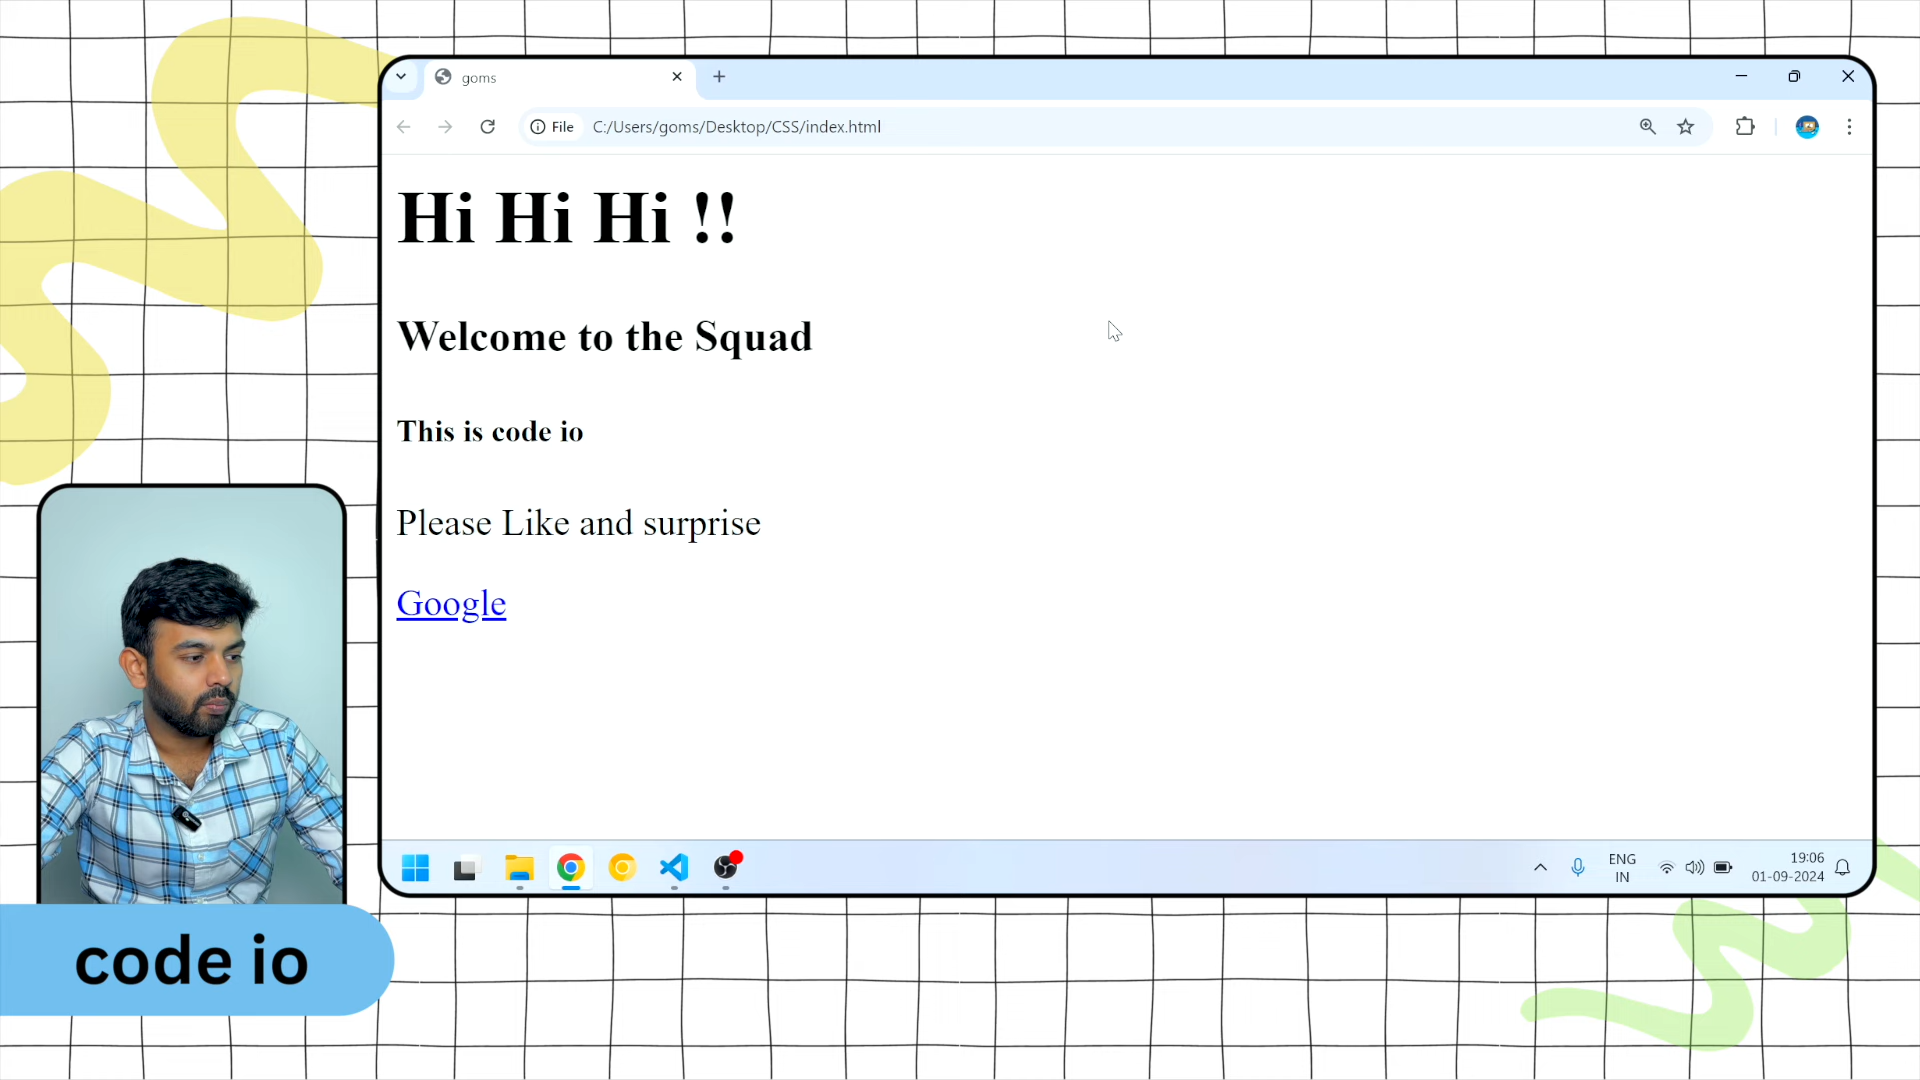 goms
File
C:/Users/goms/Desktop/CSS/index.html
Hi Hi Hi !!
Welcome to the Squad
This is code io
Please Like and surprise
Google
ENG
IN
19:06
01-09-2024
code io